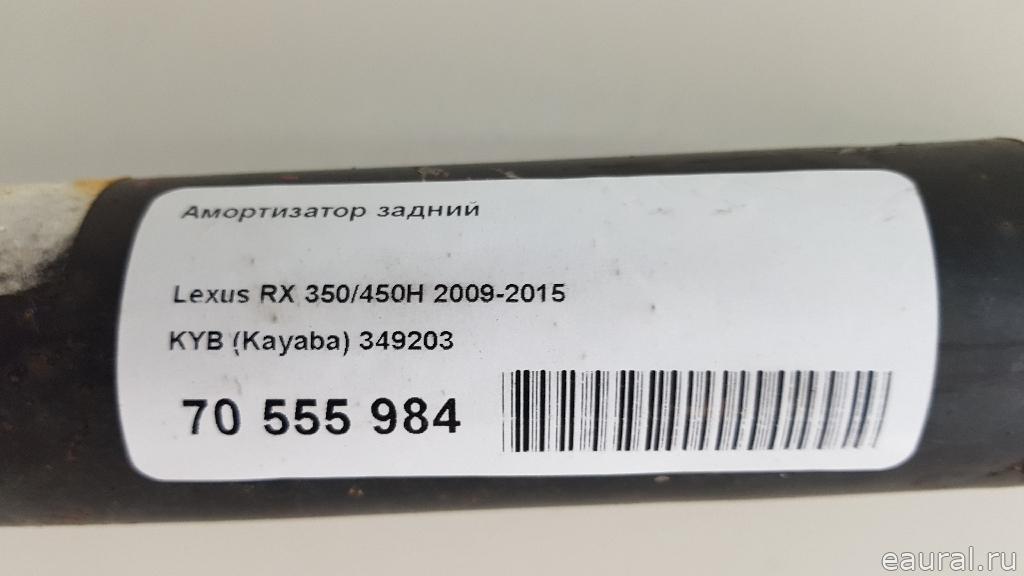 Амортизатор задний
Lexus RX 350/450H 2009-2015
KYB (Kayaba) 349203
70 555 984
eaural.ru